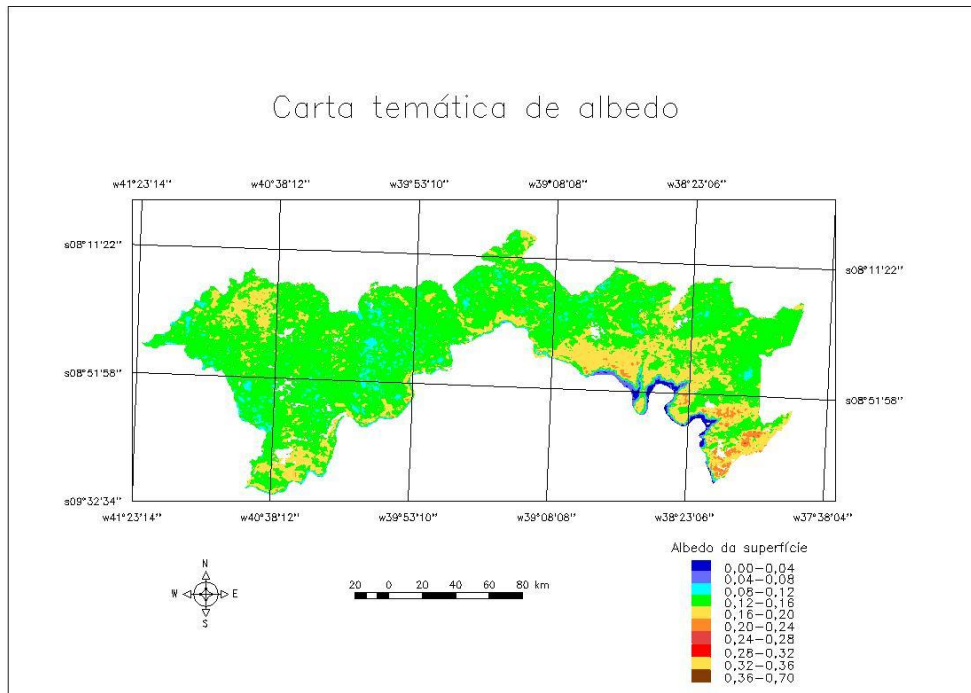 Carta temática de albedo
w41°23'14'' w40°38'12'' w39°53'10'' w39°08'08'' w38°23'06''
s08°11'22'' s08°11'22''
s08°51'58'' s08°51'58''
s09°32'34''
w41°23'14'' w40°38'12'' w39°53'10'' w39°08'08'' w38°23'06'' w37°38'04''
N
W E
S
20 0 20 40 60 80 km
Albedo da superfície
0,00-0,04
0,04-0,08
0,08-0,12
0,12-0,16
0,16-0,20
0,20-0,24
0,24-0,28
0,28-0,32
0,32-0,36
0,36-0,70